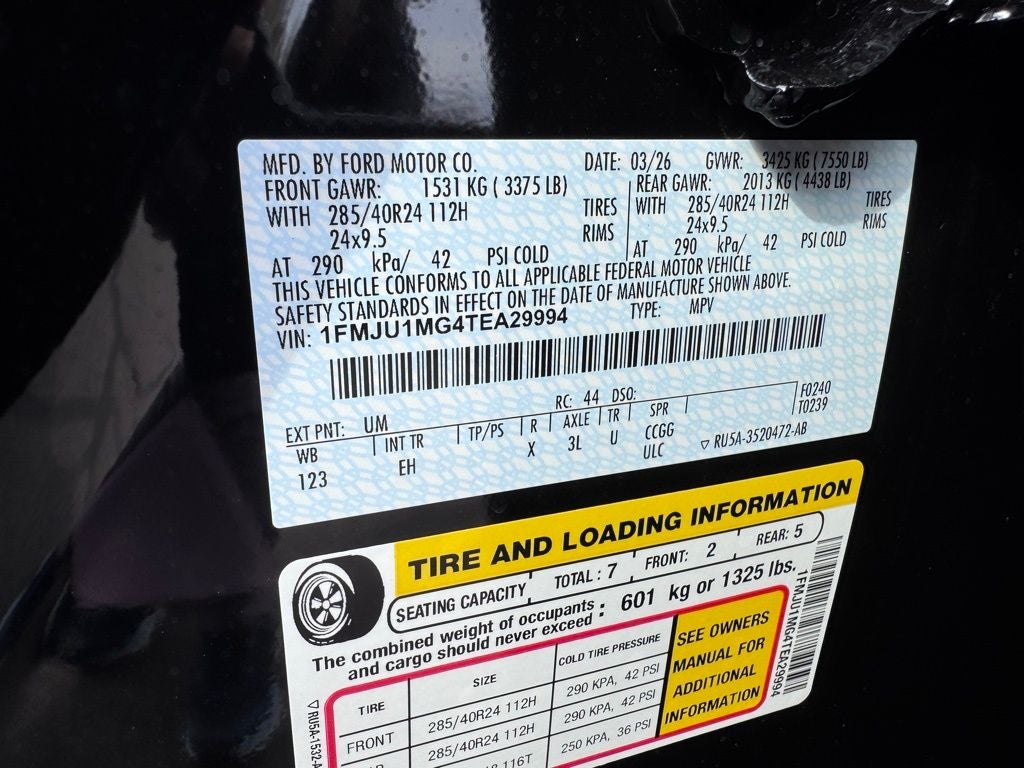 MFD. BY FORD MOTOR CO. DATE: 03/26 GVWR: 3425 KG ( 7550 LB)
FRONT GAWR: 1531 KG ( 3375 LB) REAR GAWR: 2013 KG ( 4438 LB)
WITH 285/40R24 112H TIRES WITH 285/40R24 112H TIRES
24x9.5 RIMS 24x9.5 RIMS
AT 290 kPa/ 42 PSI COLD AT 290 kPa/ 42 PSI COLD
THIS VEHICLE CONFORMS TO ALL APPLICABLE FEDERAL MOTOR VEHICLE
SAFETY STANDARDS IN EFFECT ON THE DATE OF MANUFACTURE SHOWN ABOVE.
VIN: 1FMJU1MG4TEA29994 TYPE: MPV
EXT PNT: UM RC: 44 DSO: F0240
T0239
WB INT TR TP/PS R AXLE TR SPR
123 EH X 3L U CCGG
ULC ▽ RU5A-3520472-AB
TIRE AND LOADING INFORMATION
SEATING CAPACITY TOTAL : 7 FRONT: 2 REAR: 5
The combined weight of occupants
and cargo should never exceed : 601 kg or 1325 lbs.
TIRE SIZE COLD TIRE PRESSURE
FRONT 285/40R24 112H 290 KPA, 42 PSI
285/40R24 112H 290 KPA, 42 PSI
116T 250 KPA, 36 PSI
SEE OWNERS
MANUAL FOR
ADDITIONAL
INFORMATION
1FMJU1MG4TEA29994
▽ RU5A-1532-A